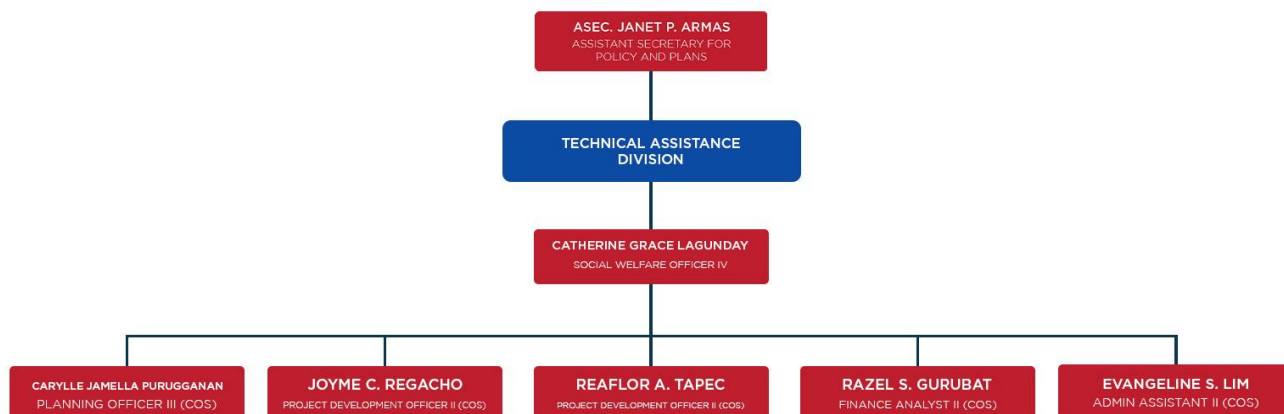 ASEC. JANET P. ARMAS
ASSISTANT SECRETARY FOR
POLICY AND PLANS
TECHNICAL ASSISTANCE
DIVISION
CATHERINE GRACE LAGUNDAY
SOCIAL WELFARE OFFICER IV
CARYLLE JAMELLA PURUGGANAN
PLANNING OFFICER III (COS)
JOYME C. REGACHO
PROJECT DEVELOPMENT OFFICER II (COS)
REAFLOR A. TAPEC
PROJECT DEVELOPMENT OFFICER II (COS)
RAZEL S. GURUBAT
FINANCE ANALYST II (COS)
EVANGELINE S. LIM
ADMIN ASSISTANT II (COS)